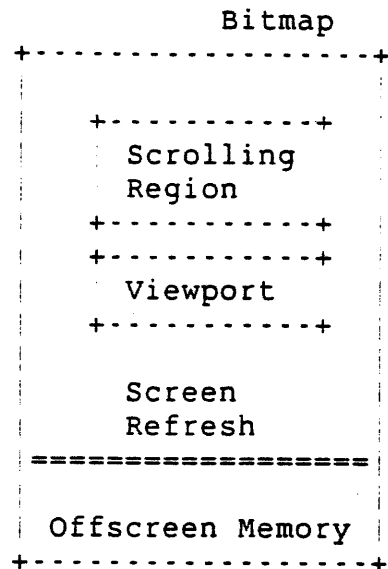 Bitmap
Scrolling
Region
Viewport
Screen
Refresh
Offscreen Memory